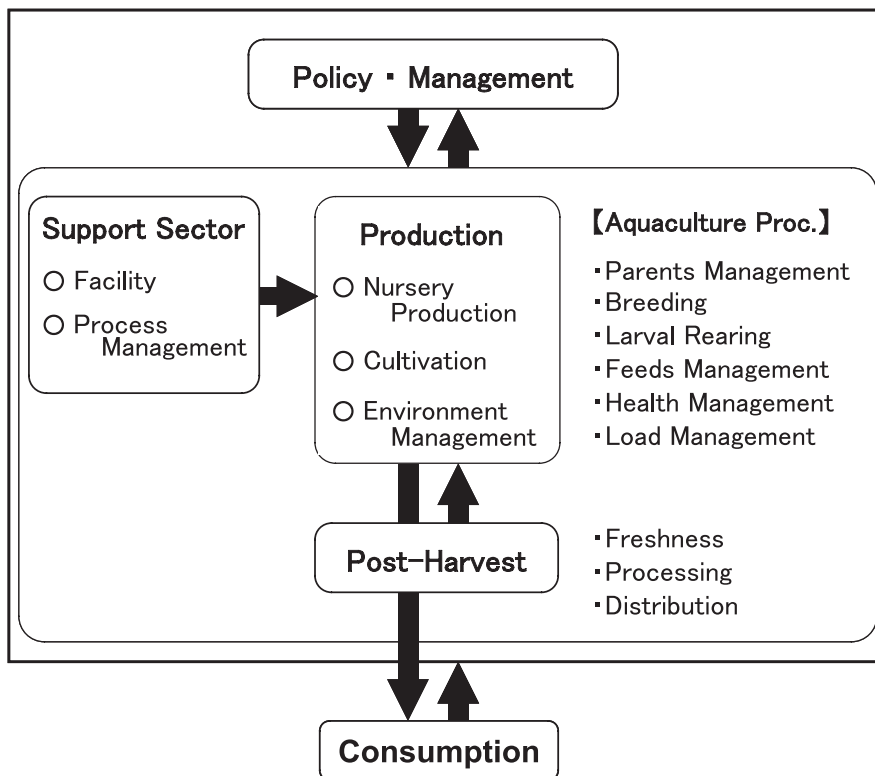 Policy・Management
Support Sector
○ Facility
○ Process
Management
Production
○ Nursery
Production
○ Cultivation
○ Environment
Management
【Aquaculture Proc.】
・Parents Management
・Breeding
・Larval Rearing
・Feeds Management
・Health Management
・Load Management
Post-Harvest
・Freshness
・Processing
・Distribution
Consumption